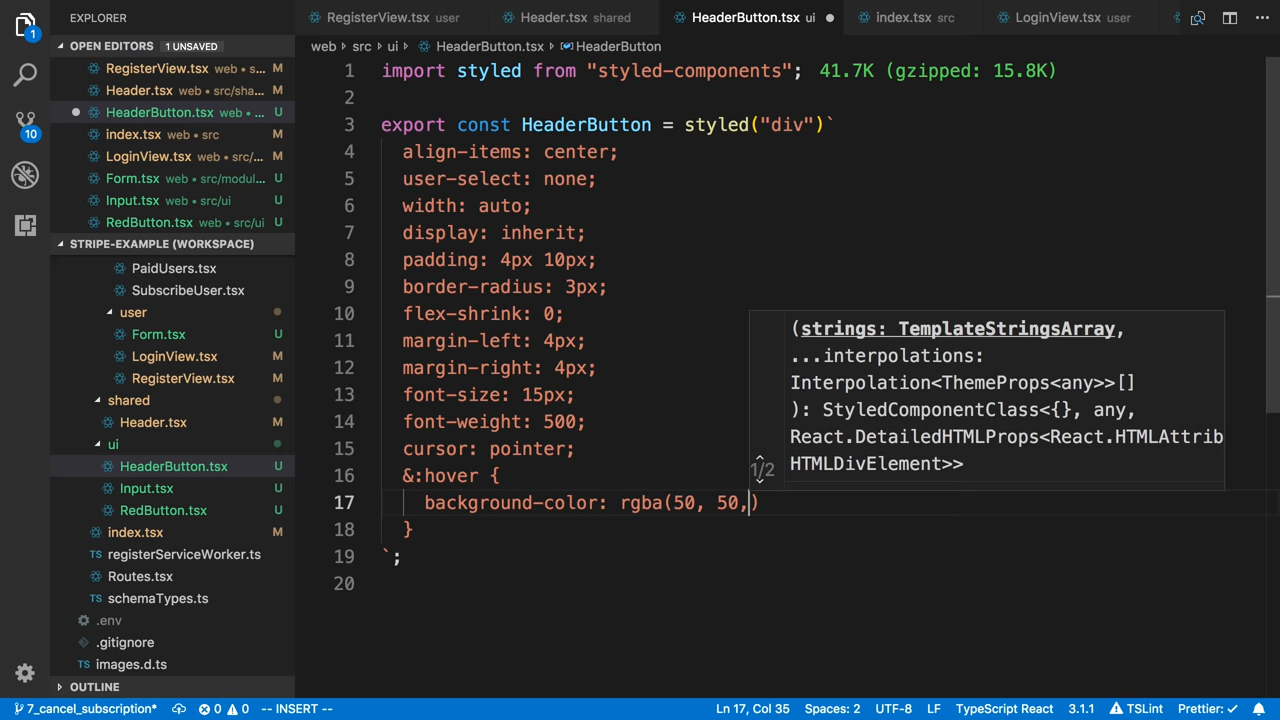 EXPLORER
RegisterView.tsx user
Header.tsx shared
HeaderButton.tsx ui
index.tsx src
LoginView.tsx user
OPEN EDITORS 1 UNSAVED
RegisterView.tsx web • s... M
Header.tsx web • src/sha... M
HeaderButton.tsx web • ... U
index.tsx web • src M
LoginView.tsx web • src/... M
Form.tsx web • src/modul... U
Input.tsx web • src/ui U
RedButton.tsx web • src/ui U
STRIPE-EXAMPLE (WORKSPACE)
PaidUsers.tsx
SubscribeUser.tsx
user
Form.tsx U
LoginView.tsx M
RegisterView.tsx M
shared
Header.tsx M
ui
HeaderButton.tsx U
Input.tsx U
RedButton.tsx U
index.tsx M
TS registerServiceWorker.ts
Routes.tsx
TS schemaTypes.ts
.env
.gitignore
TS images.d.ts
OUTLINE
1
10
web src ui HeaderButton.tsx HeaderButton
1 import styled from "styled-components"; 41.7K (gzipped: 15.8K)
2
3 export const HeaderButton = styled("div")`
4 align-items: center;
5 user-select: none;
6 width: auto;
7 display: inherit;
8 padding: 4px 10px;
9 border-radius: 3px;
10 flex-shrink: 0;
11 margin-left: 4px;
12 margin-right: 4px;
13 font-size: 15px;
14 font-weight: 500;
15 cursor: pointer;
16 &:hover {
17 background-color: rgba(50, 50,)
18 }
19 `;
20
(strings: TemplateStringsArray,
...interpolations:
Interpolation<ThemeProps<any>>[]
): StyledComponentClass<{}, any,
React.DetailedHTMLProps<React.HTMLAttrib
HTMLDivElement>>
1/2
7_cancel_subscription* 0 0 -- INSERT -- Ln 17, Col 35 Spaces: 2 UTF-8 LF TypeScript React 3.1.1 TSLint Prettier: ✓